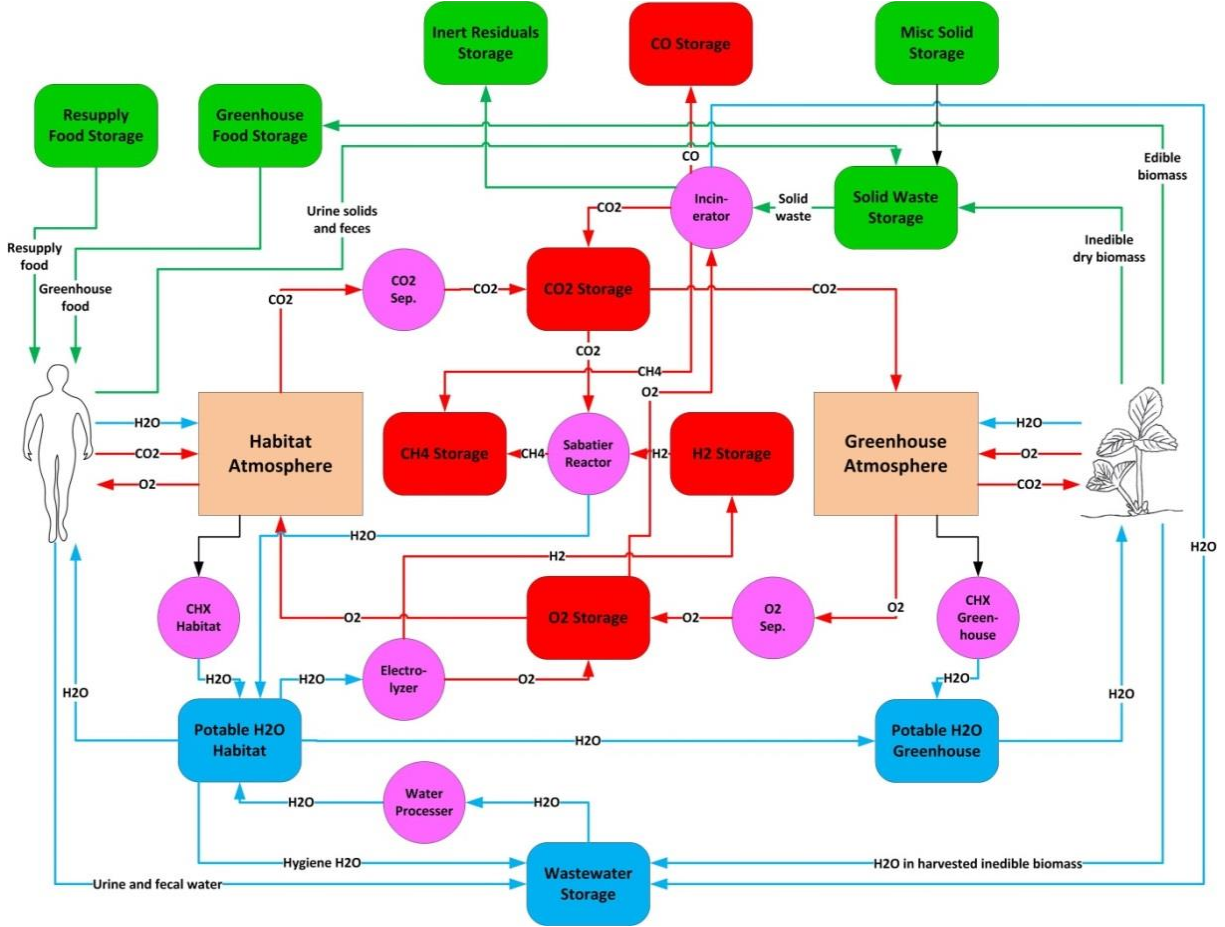 Inert Residuals
Storage
CO Storage
Misc Solid
Storage
Resupply
Food Storage
Greenhouse
Food Storage
CO
Edible
biomass
Urine solids
and feces
CO2
Incin-
erator
Solid
waste
Solid Waste
Storage
Resupply
food
Greenhouse
food
Inedible
dry biomass
CO2
CO2
Sep.
CO2
CO2 Storage
CO2
CO2
CH4
O2
H2O
CO2
O2
Habitat
Atmosphere
CH4 Storage
CH4
Sabatier
Reactor
H2
H2 Storage
Greenhouse
Atmosphere
H2O
O2
CO2
H2O
H2
H2O
CHX
Habitat
O2
O2 Storage
O2
O2
Sep.
O2
CHX
Green-
house
H2O
H2O
H2O
Electro-
lyzer
O2
H2O
H2O
Potable H2O
Habitat
H2O
Potable H2O
Greenhouse
H2O
Water
Processer
H2O
Hygiene H2O
Wastewater
Storage
H2O in harvested inedible biomass
Urine and fecal water